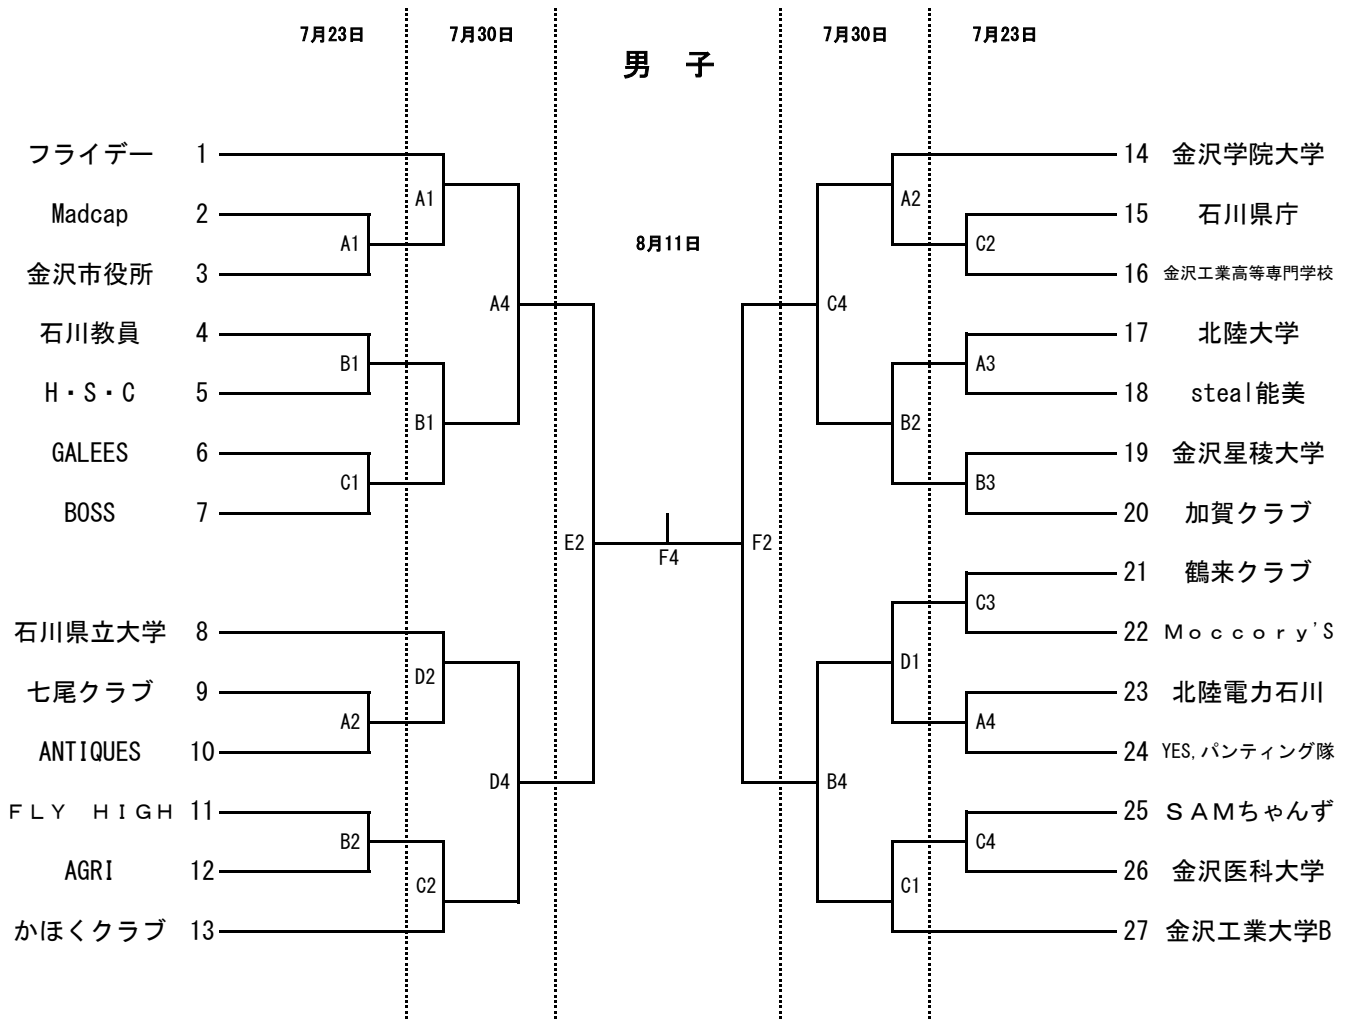 7月23日 7月30日 7月30日 7月23日
男 子
フライデー 1
A1
Madcap 2
A1
金沢市役所 3
A4
石川教員 4
B1
H・S・C 5
B1
GALEES 6
C1
BOSS 7
E2
石川県立大学 8
D2
七尾クラブ 9
A2
ANTIQUES 10
D4
ＦＬＹ　ＨＩＧＨ 11
B2
AGRI 12
C2
かほくクラブ 13
8月11日
F4
14 金沢学院大学
A2
15 石川県庁
C2
16 金沢工業高等専門学校
C4
17 北陸大学
A3
18 steal能美
B2
19 金沢星稜大学
B3
20 加賀クラブ
F2
21 鶴来クラブ
C3
22 Ｍｏｃｃｏｒｙ'S
D1
23 北陸電力石川
A4
24 YES,パンティング隊
B4
25 ＳＡＭちゃんず
C4
26 金沢医科大学
C1
27 金沢工業大学B